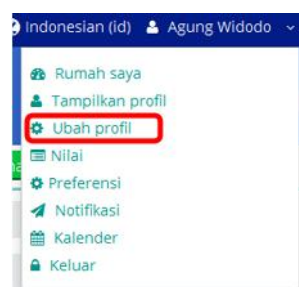 Indonesian (id) Agung Widodo
Rumah saya
Tampilkan profil
Ubah profil
Nilai
Preferensi
Notifikasi
Kalender
Keluar